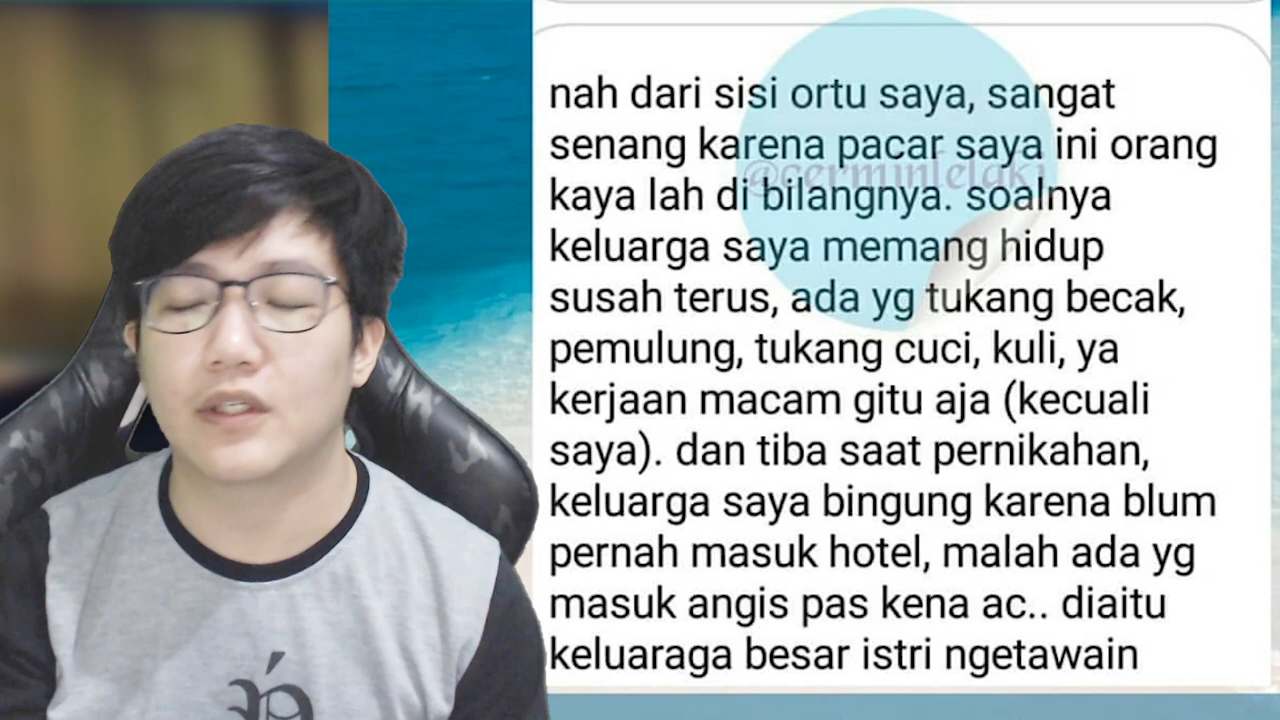 nah dari sisi ortu saya, sangat
senang karena pacar saya ini orang
kaya lah di bilangnya. soalnya
keluarga saya memang hidup
susah terus, ada yg tukang becak,
pemulung, tukang cuci, kuli, ya
kerjaan macam gitu aja (kecuali
saya). dan tiba saat pernikahan,
keluarga saya bingung karena blum
pernah masuk hotel, malah ada yg
masuk angis pas kena ac.. diaitu
keluaraga besar istri ngetawain
@cerminlelaki